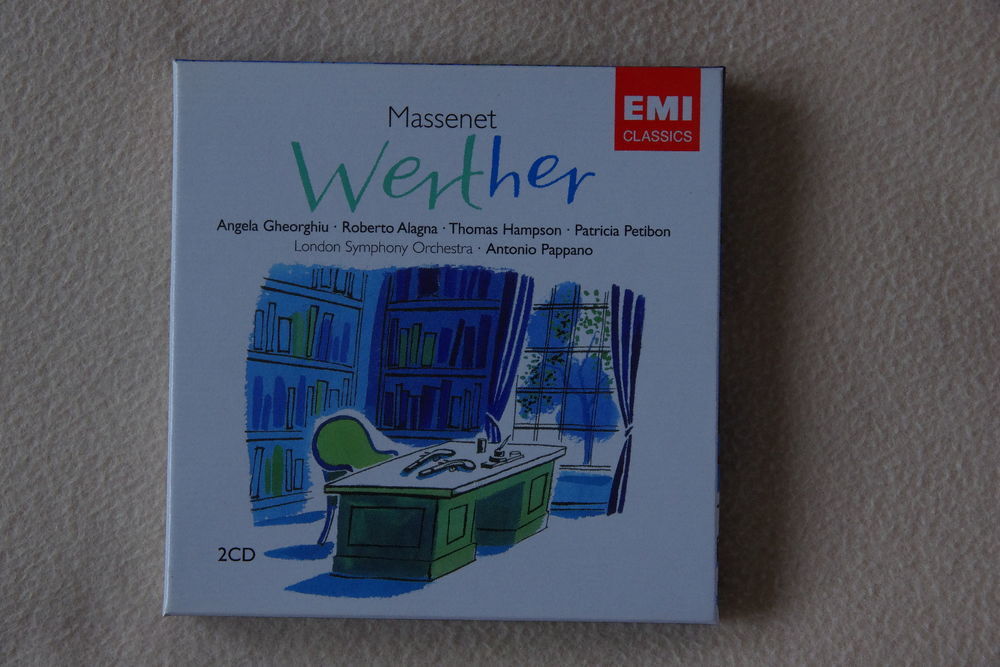 EMI
CLASSICS
Massenet
Werther
Angela Gheorghiu · Roberto Alagna · Thomas Hampson · Patricia Petibon
London Symphony Orchestra · Antonio Pappano
2CD